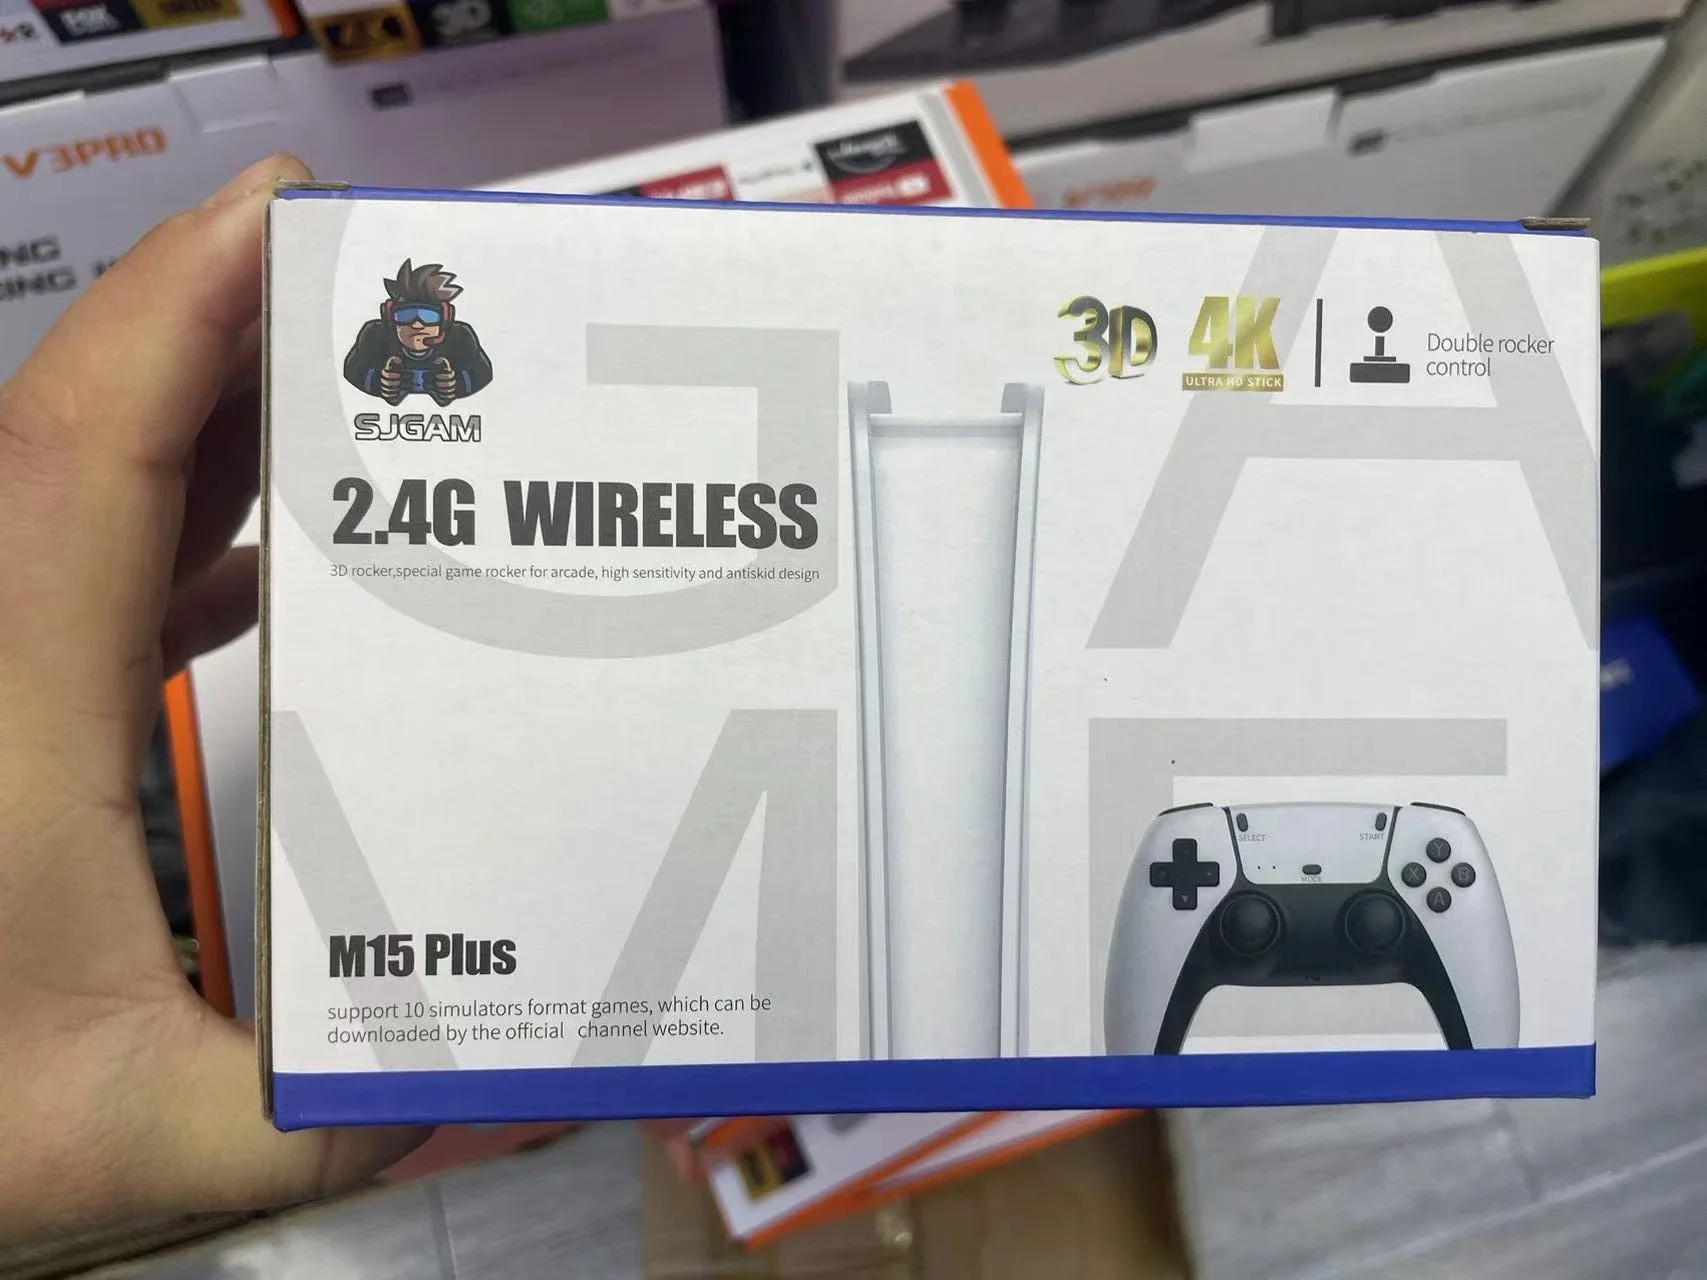 V3PRO
3D
SJGAM
3D
4K
ULTRA HD STICK
Double rocker
control
2.4G WIRELESS
3D rocker,special game rocker for arcade, high sensitivity and antiskid design
GAME
M15 Plus
support 10 simulators format games, which can be
downloaded by the official channel website.
SELECT
START
MODE
Y
X
B
A